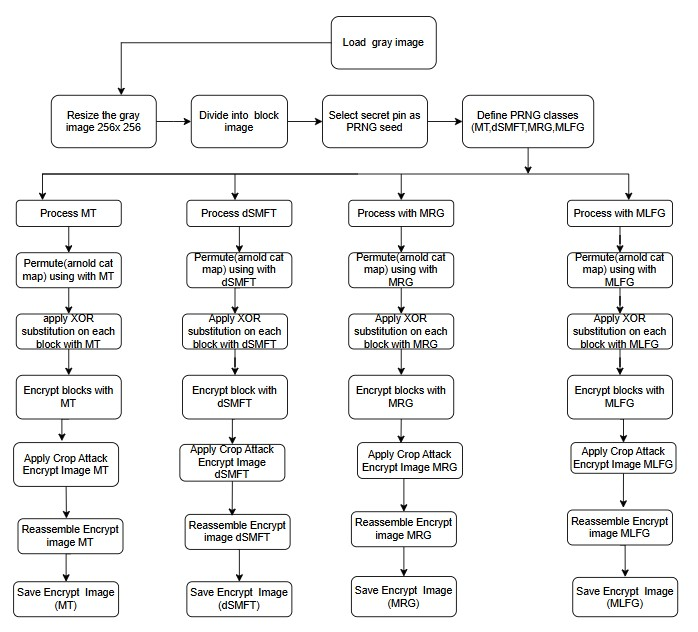 Load gray image
Resize the gray
image 256x 256
Divide into block
image
Select secret pin as
PRNG seed
Define PRNG classes
(MT,dSMFT,MRG,MLFG
Process MT
Process dSMFT
Process with MRG
Process with MLFG
Permute(arnold cat
map) using with MT
Permute(arnold cat
map) using with
dSMFT
Permute(arnold cat
map) using with
MRG
Permute(arnold cat
map) using with
MLFG
apply XOR
substitution on each
block with MT
Apply XOR
substitution on each
block with dSMFT
Apply XOR
substitution on each
block with MRG
Apply XOR
substitution on each
block with MLFG
Encrypt blocks with
MT
Encrypt block with
dSMFT
Encrypt blocks with
MRG
Encrypt blocks with
MLFG
Apply Crop Attack
Encrypt Image MT
Apply Crop Attack
Encrypt Image
dSMFT
Apply Crop Attack
Encrypt Image MRG
Apply Crop Attack
Encrypt Image MLFG
Reassemble Encrypt
image MT
Reassemble Encrypt
image dSMFT
Reassemble Encrypt
image MRG
Reassemble Encrypt
image MLFG
Save Encrypt Image
(MT)
Save Encrypt Image
(dSMFT)
Save Encrypt Image
(MRG)
Save Encrypt Image
(MLFG)